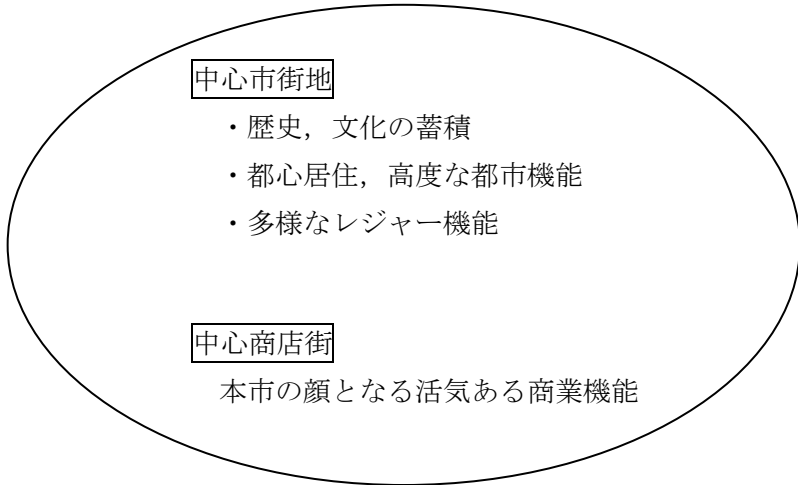 中心市街地
・歴史，文化の蓄積
・都心居住，高度な都市機能
・多様なレジャー機能
中心商店街
本市の顔となる活気ある商業機能